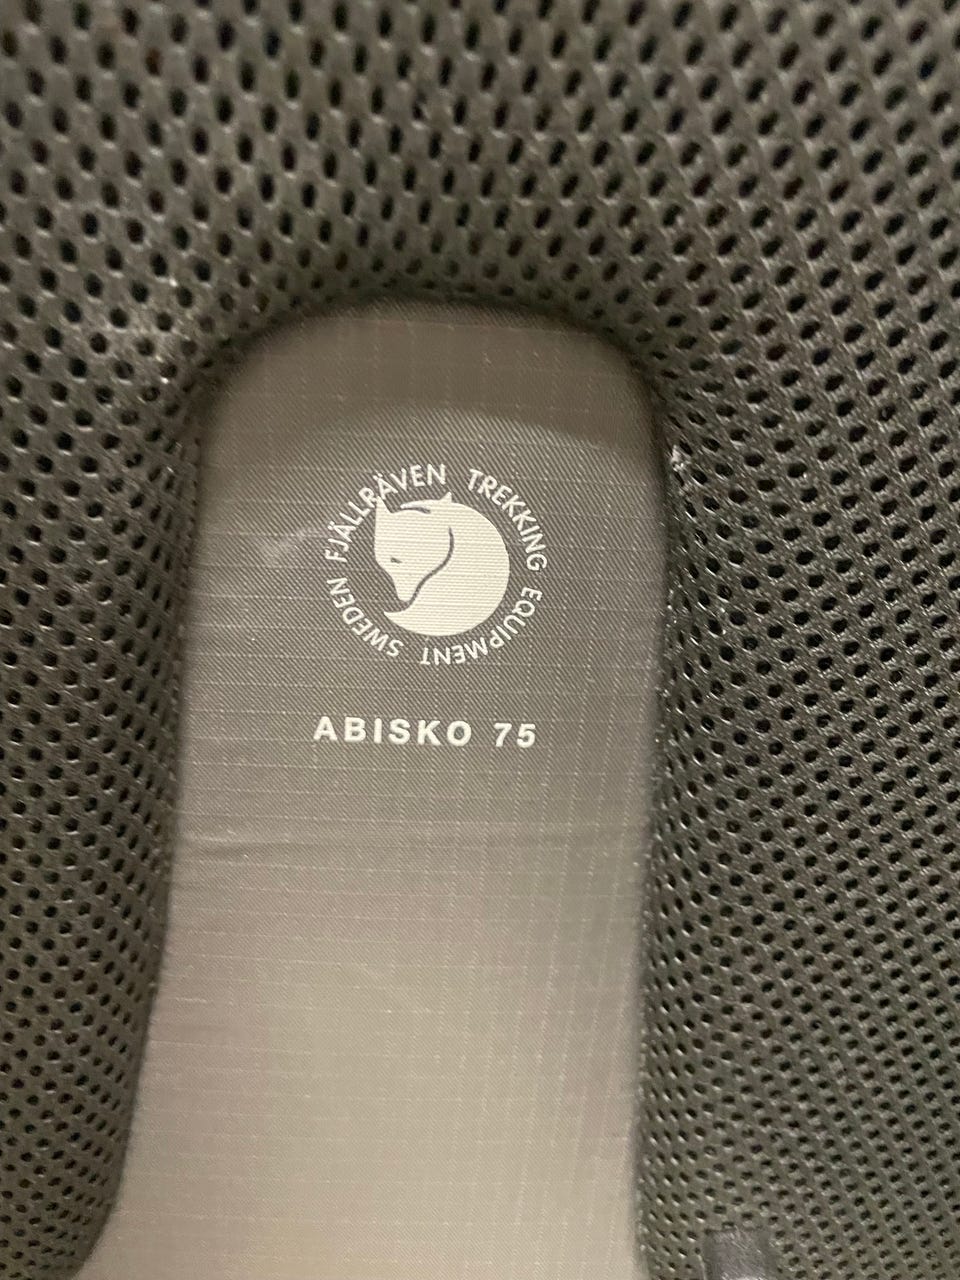 FJÄLLRÄVEN TREKKING EQUIPMENT SWEDEN
ABISKO 75